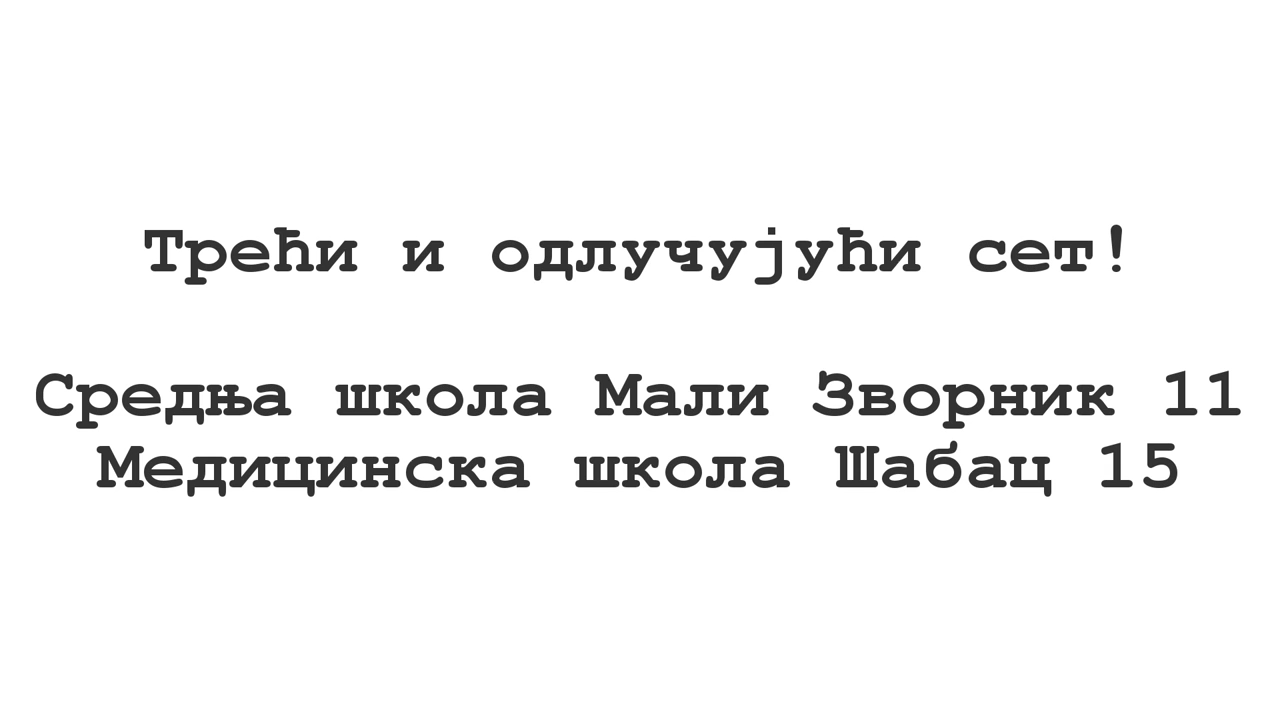 Трећи и одлучујући сет!
Средња школа Мали Зворник 11
Медицинска школа Шабац 15